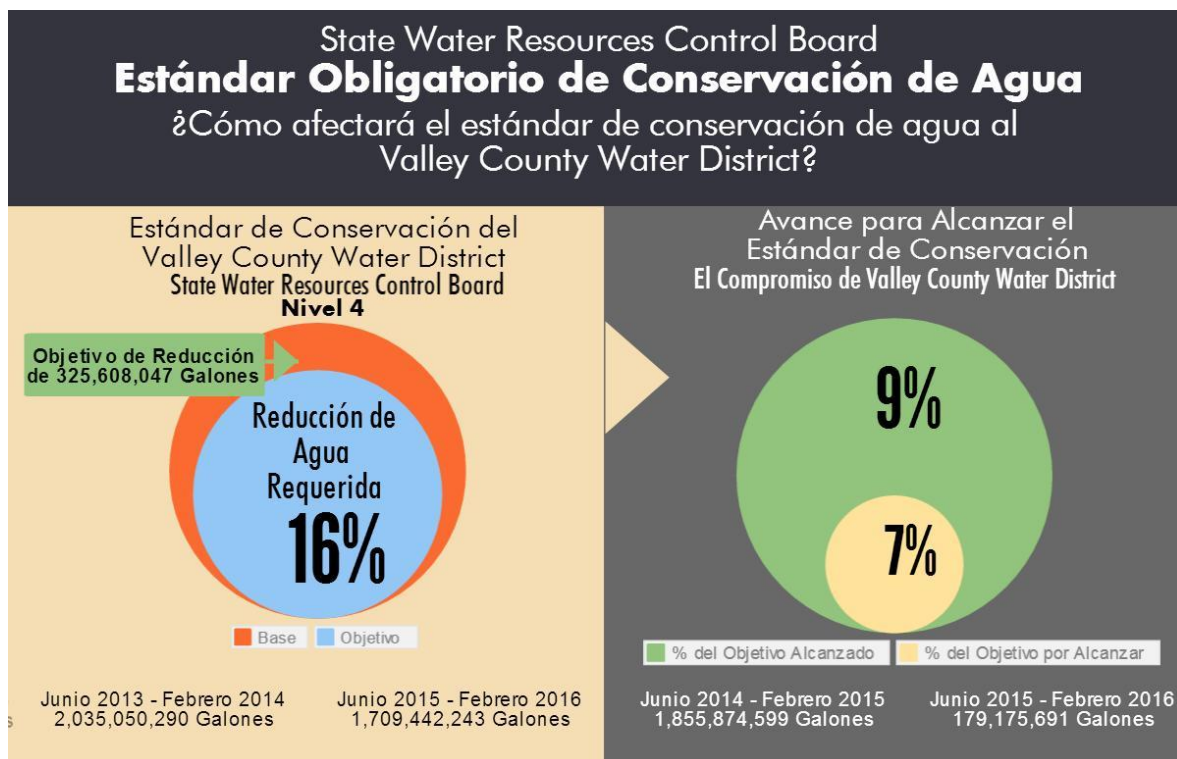 State Water Resources Control Board
Estándar Obligatorio de Conservación de Agua
¿Cómo afectará el estándar de conservación de agua al
Valley County Water District?
Estándar de Conservación del
Valley County Water District
State Water Resources Control Board
Nivel 4
Objetivo de Reducción
de 325,608,047 Galones
Reducción de
Agua
Requerida
16%
Base
Objetivo
Junio 2013 - Febrero 2014
2,035,050,290 Galones
Junio 2015 - Febrero 2016
1,709,442,243 Galones
Avance para Alcanzar el
Estándar de Conservación
El Compromiso de Valley County Water District
9%
7%
% del Objetivo Alcanzado
% del Objetivo por Alcanzar
Junio 2014 - Febrero 2015
1,855,874,599 Galones
Junio 2015 - Febrero 2016
179,175,691 Galones